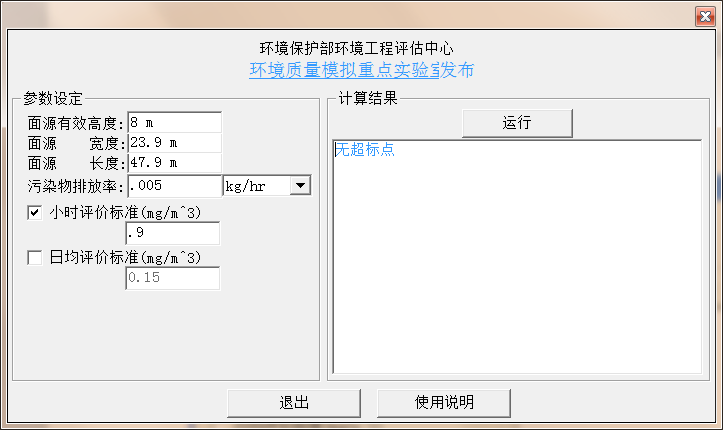 环境保护部环境工程评估中心
环境质量模拟重点实验室发布
参数设定
面源有效高度: 8 m
面源 宽度: 23.9 m
面源 长度: 47.9 m
污染物排放率: .005 kg/hr
小时评价标准(mg/m^3)
.9
日均评价标准(mg/m^3)
0.15
计算结果
运行
无超标点
退出
使用说明